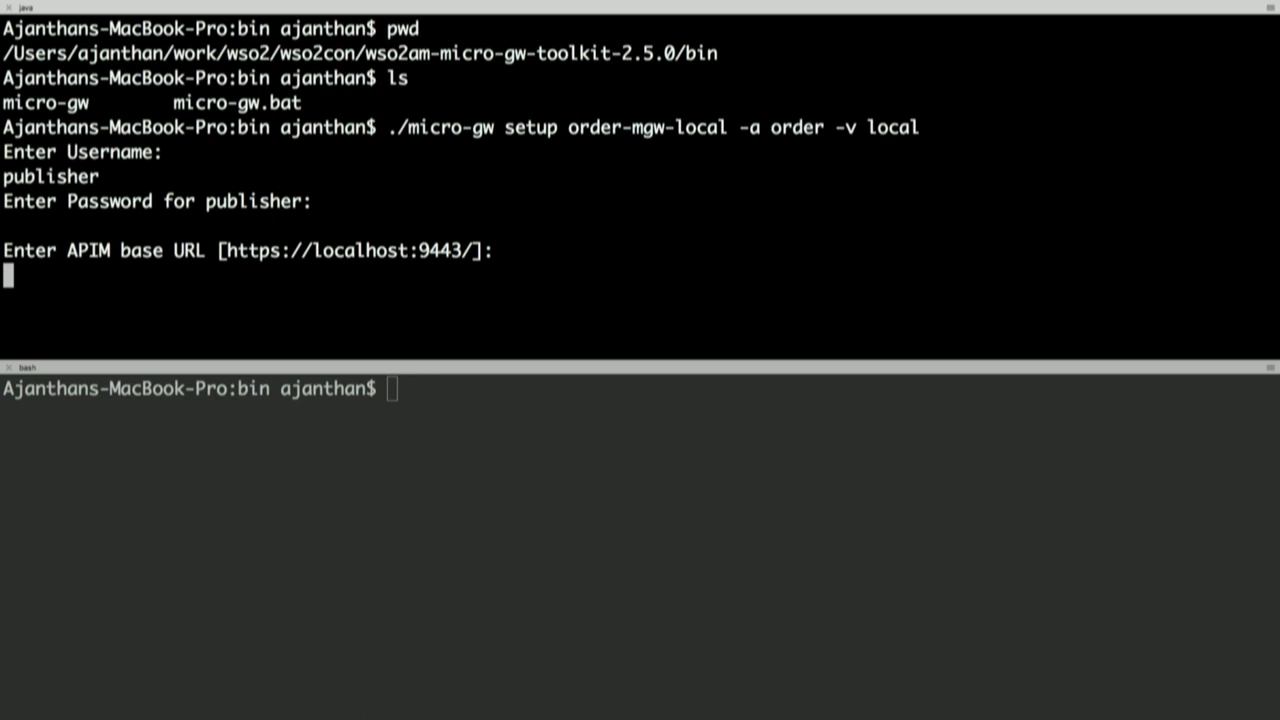 java
Ajanthans-MacBook-Pro:bin ajanthan$ pwd
/Users/ajanthan/work/wso2/wso2con/wso2am-micro-gw-toolkit-2.5.0/bin
Ajanthans-MacBook-Pro:bin ajanthan$ ls
micro-gw        micro-gw.bat
Ajanthans-MacBook-Pro:bin ajanthan$ ./micro-gw setup order-mgw-local -a order -v local
Enter Username:
publisher
Enter Password for publisher:
Enter APIM base URL [https://localhost:9443/]:
bash
Ajanthans-MacBook-Pro:bin ajanthan$